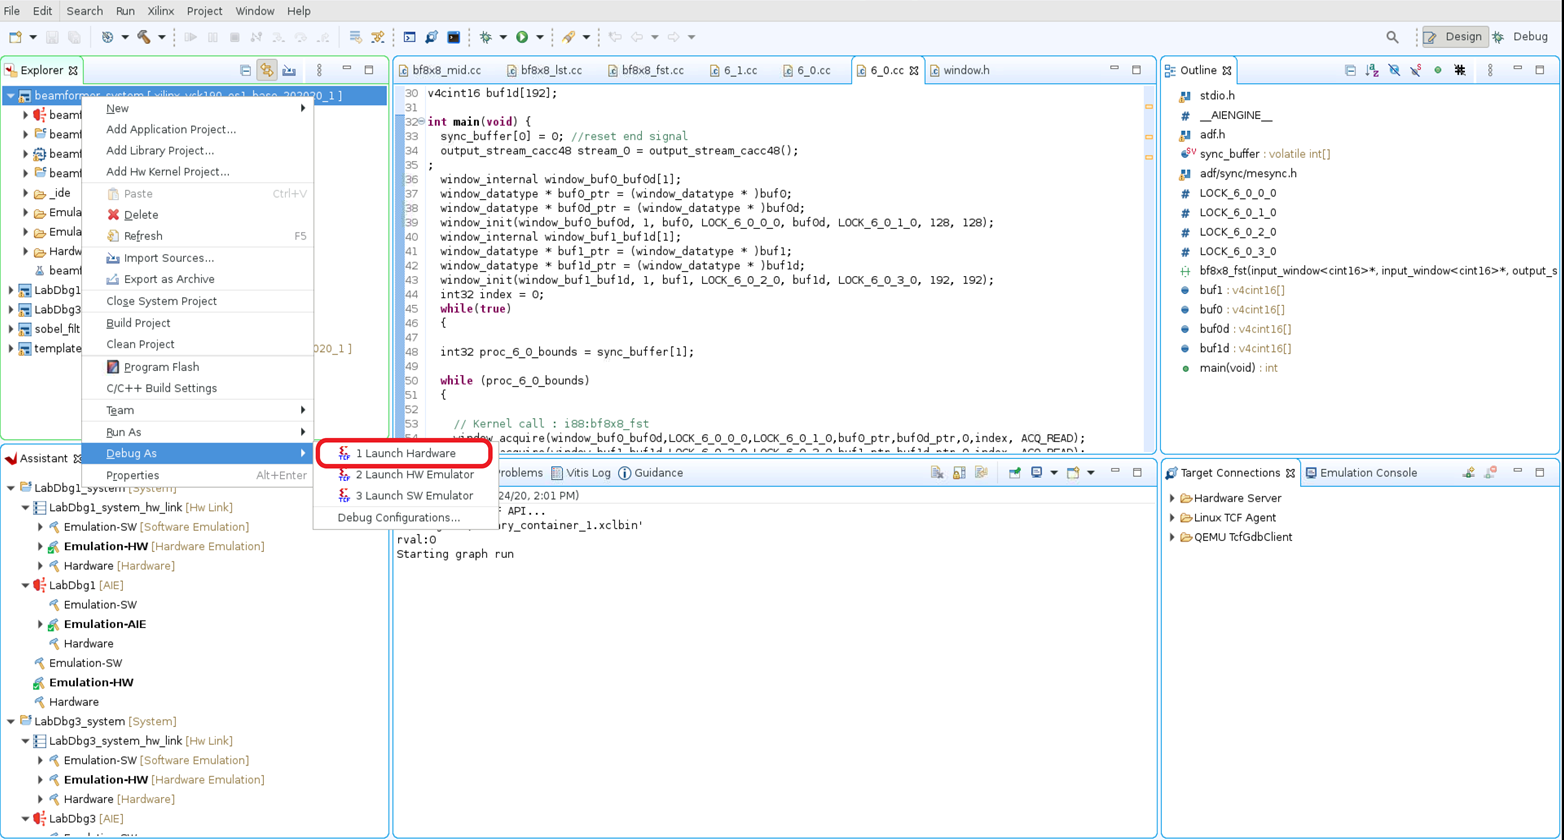 File Edit Search Run Xilinx Project Window Help
Design Debug
Explorer
beamformer_system [ xilinx_vck190_es1_base_202020_1 ]
beamf
beamf
beamf
beamf
_ide
Emula
Emula
Hardw
beamf
LabDbg1
LabDbg3
sobel_filt
template
020_1 ]
New
Add Application Project...
Add Library Project...
Add Hw Kernel Project...
Paste Ctrl+V
Delete
Refresh F5
Import Sources...
Export as Archive
Close System Project
Build Project
Clean Project
Program Flash
C/C++ Build Settings
Team
Run As
Debug As
Properties Alt+Enter
1 Launch Hardware
2 Launch HW Emulator
3 Launch SW Emulator
Debug Configurations...
bf8x8_mid.cc bf8x8_lst.cc bf8x8_fst.cc 6_1.cc 6_0.cc 6_0.cc window.h
30 v4cint16 buf1d[192];
31
32 int main(void) {
33 sync_buffer[0] = 0; //reset end signal
34 output_stream_cacc48 stream_0 = output_stream_cacc48();
35 ;
36 window_internal window_buf0_buf0d[1];
37 window_datatype * buf0_ptr = (window_datatype * )buf0;
38 window_datatype * buf0d_ptr = (window_datatype * )buf0d;
39 window_init(window_buf0_buf0d, 1, buf0, LOCK_6_0_0_0, buf0d, LOCK_6_0_1_0, 128, 128);
40 window_internal window_buf1_buf1d[1];
41 window_datatype * buf1_ptr = (window_datatype * )buf1;
42 window_datatype * buf1d_ptr = (window_datatype * )buf1d;
43 window_init(window_buf1_buf1d, 1, buf1, LOCK_6_0_2_0, buf1d, LOCK_6_0_3_0, 192, 192);
44 int32 index = 0;
45 while(true)
46 {
47
48 int32 proc_6_0_bounds = sync_buffer[1];
49
50 while (proc_6_0_bounds)
51 {
52
53 // Kernel call : i88:bf8x8_fst
window_acquire(window_buf0_buf0d,LOCK_6_0_0_0,LOCK_6_0_1_0,buf0_ptr,buf0d_ptr,0,index, ACQ_READ);
Outline
stdio.h
__AIENGINE__
adf.h
sync_buffer : volatile int[]
adf/sync/mesync.h
LOCK_6_0_0_0
LOCK_6_0_1_0
LOCK_6_0_2_0
LOCK_6_0_3_0
bf8x8_fst(input_window<cint16>*, input_window<cint16>*, output_s
buf1 : v4cint16[]
buf0 : v4cint16[]
buf0d : v4cint16[]
buf1d : v4cint16[]
main(void) : int
Assistant
LabDbg1_system [System]
LabDbg1_system_hw_link [Hw Link]
Emulation-SW [Software Emulation]
Emulation-HW [Hardware Emulation]
Hardware [Hardware]
LabDbg1 [AIE]
Emulation-SW
Emulation-AIE
Hardware
Emulation-SW
Emulation-HW
Hardware
LabDbg3_system [System]
LabDbg3_system_hw_link [Hw Link]
Emulation-SW [Software Emulation]
Emulation-HW [Hardware Emulation]
Hardware [Hardware]
LabDbg3 [AIE]
roblems Vitis Log Guidance
24/20, 2:01 PM)
F API...
ry_container_1.xclbin'
rval:0
Starting graph run
Target Connections Emulation Console
Hardware Server
Linux TCF Agent
QEMU TcfGdbClient